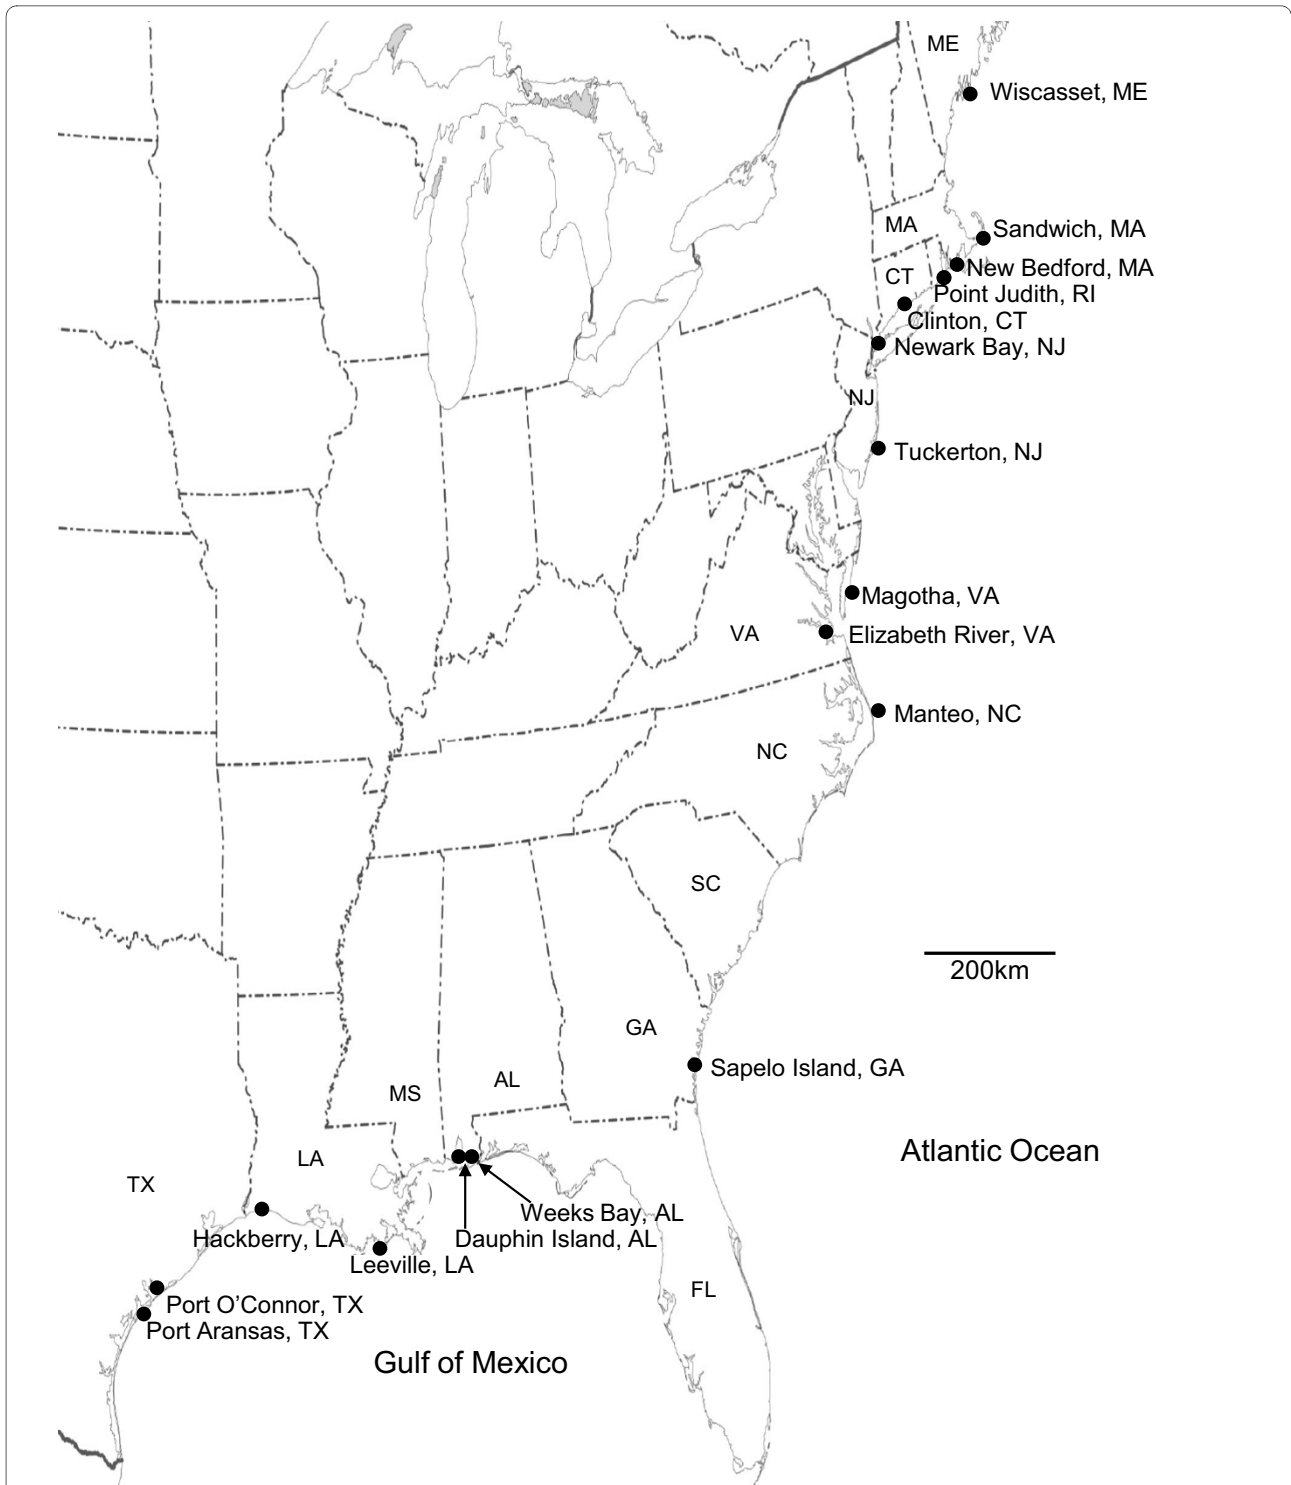 ME
Wiscasset, ME
MA
Sandwich, MA
New Bedford, MA
CT
Point Judith, RI
Clinton, CT
Newark Bay, NJ
NJ
Tuckerton, NJ
Magotha, VA
VA
Elizabeth River, VA
Manteo, NC
NC
SC
200km
GA
Sapelo Island, GA
MS
AL
Atlantic Ocean
LA
TX
Weeks Bay, AL
Hackberry, LA
Dauphin Island, AL
Leeville, LA
FL
Port O’Connor, TX
Port Aransas, TX
Gulf of Mexico